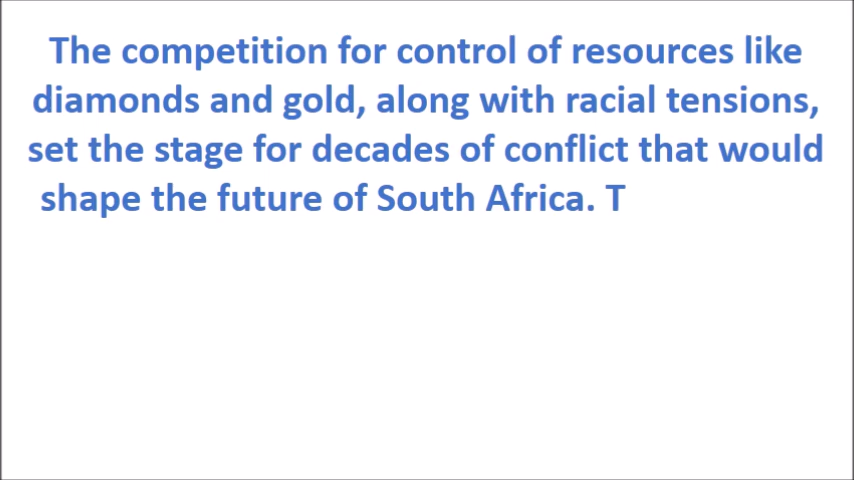 The competition for control of resources like
diamonds and gold, along with racial tensions,
set the stage for decades of conflict that would
shape the future of South Africa. T